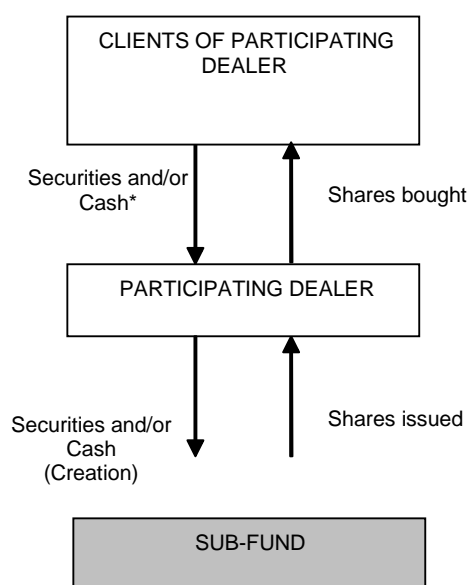 CLIENTS OF PARTICIPATING
DEALER
Securities and/or
Cash*
Shares bought
PARTICIPATING DEALER
Securities and/or
Cash
(Creation)
Shares issued
SUB-FUND